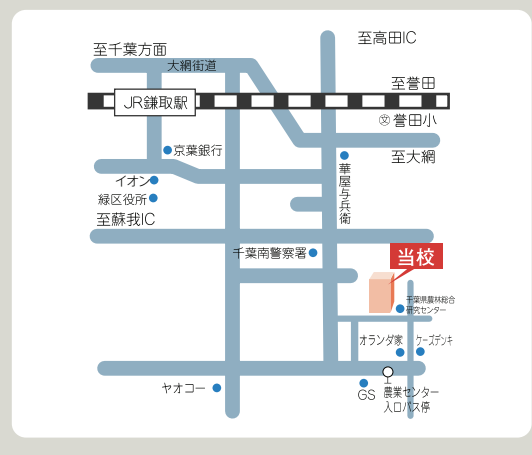 至高田IC
至千葉方面
大網街道
至誉田
JR鎌取駅
㊫誉田小
京葉銀行
至大網
華屋与兵衛
イオン
緑区役所
至蘇我IC
千葉南警察署
当校
千葉県農林総合
研究センター
オランダ家
ケーズデンキ
ヤオコー
GS
農業センター
入口バス停